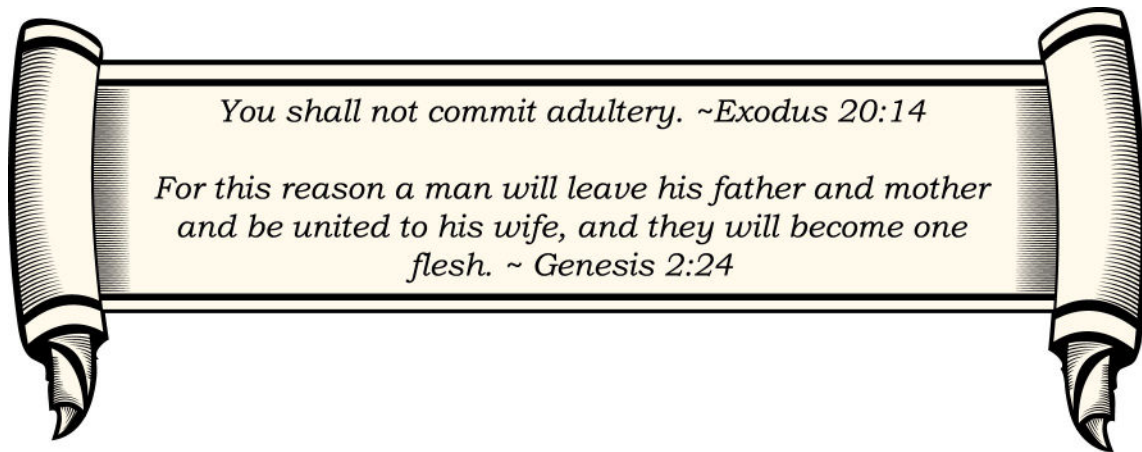 You shall not commit adultery. ~Exodus 20:14
For this reason a man will leave his father and mother
and be united to his wife, and they will become one
flesh. ~ Genesis 2:24